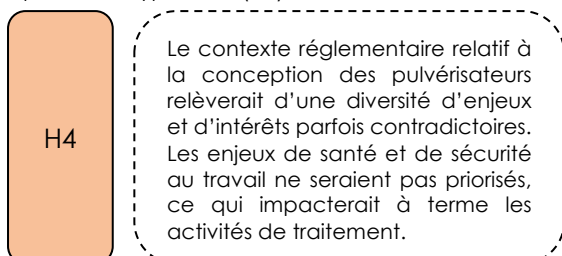 H4
Le contexte réglementaire relatif à
la conception des pulvérisateurs
relèverait d'une diversité d'enjeux
et d'intérêts parfois contradictoires.
Les enjeux de santé et de sécurité
au travail ne seraient pas priorisés,
ce qui impacterait à terme les
activités de traitement.